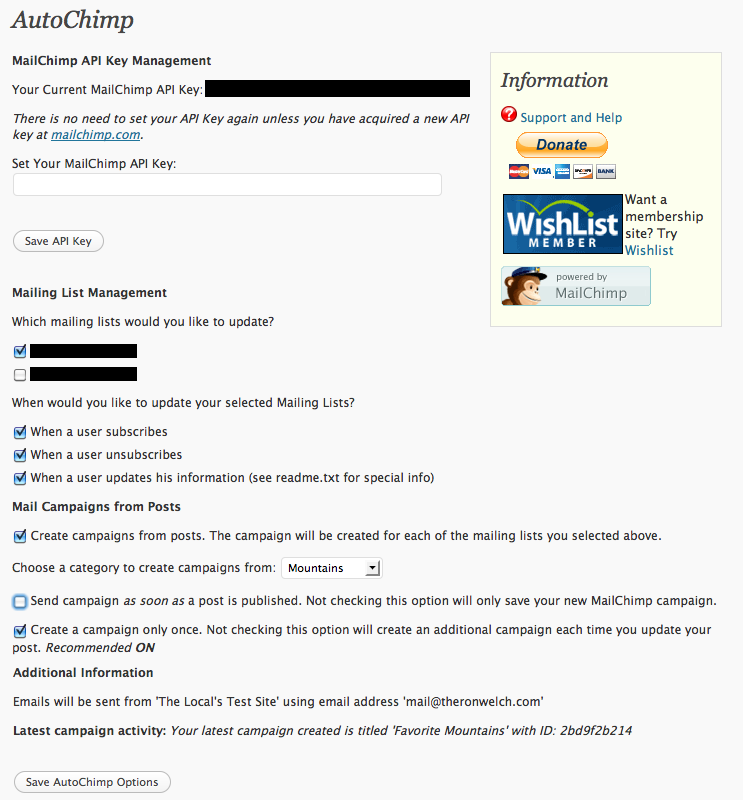 AutoChimp
MailChimp API Key Management
Your Current MailChimp API Key:
There is no need to set your API Key again unless you have acquired a new API
key at mailchimp.com.
Set Your MailChimp API Key:
Save API Key
Information
Support and Help
Donate
MasterCard VISA AMEX DISCOVER BANK
WishList
MEMBER
Want a
membership
site? Try
Wishlist
powered by
MailChimp
Mailing List Management
Which mailing lists would you like to update?
When would you like to update your selected Mailing Lists?
When a user subscribes
When a user unsubscribes
When a user updates his information (see readme.txt for special info)
Mail Campaigns from Posts
Create campaigns from posts. The campaign will be created for each of the mailing lists you selected above.
Choose a category to create campaigns from: Mountains
Send campaign as soon as a post is published. Not checking this option will only save your new MailChimp campaign.
Create a campaign only once. Not checking this option will create an additional campaign each time you update your
post. Recommended ON
Additional Information
Emails will be sent from 'The Local's Test Site' using email address 'mail@theronwelch.com'
Latest campaign activity: Your latest campaign created is titled 'Favorite Mountains' with ID: 2bd9f2b214
Save AutoChimp Options